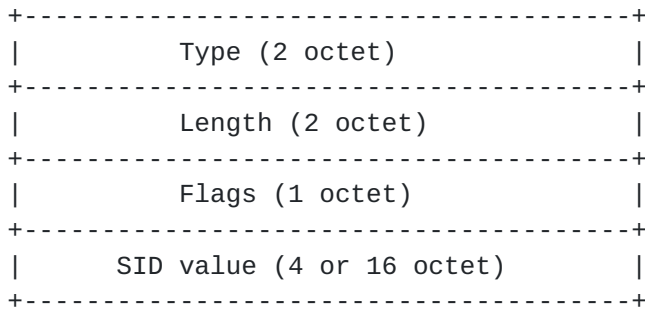 Type (2 octet)
Length (2 octet)
Flags (1 octet)
SID value (4 or 16 octet)